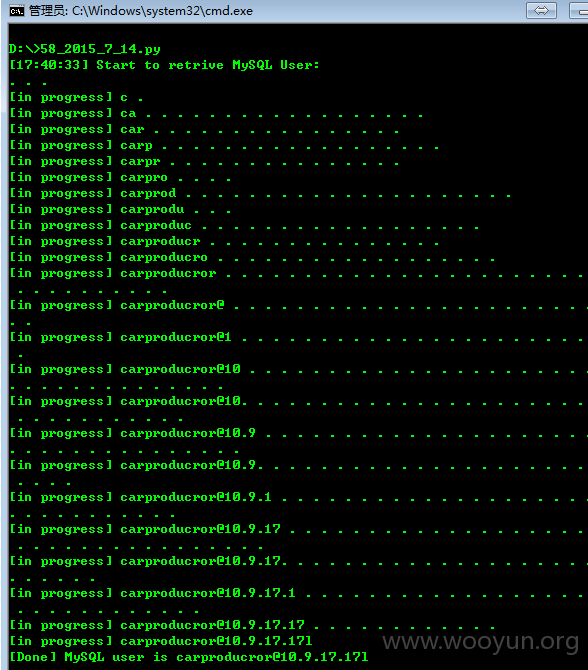 管理员: C:\Windows\system32\cmd.exe
D:\>58_2015_7_14.py
[17:40:33] Start to retrive MySQL User:
. . .
[in progress] c .
[in progress] ca . . . . . . . . . . . . . . . . . .
[in progress] car . . . . . . . . . . . . . . . .
[in progress] carp . . . . . . . . . . . . . . . . . .
[in progress] carpr . . . . . . . . . . . . . . .
[in progress] carpro . . . .
[in progress] carprod . . . . . . . . . . . . . . . . . . . . .
[in progress] carprodu . . .
[in progress] carproduc . . . . . . . . . . . . . . . . . .
[in progress] carproducr . . . . . . . . . . . . . . .
[in progress] carproducro . . . . . . . . . . . . . . . . . .
[in progress] carproducror . . . . . . . . . . . . . . . . . . . . . . .
. . . . . . . . . .
[in progress] carproducror@ . . . . . . . . . . . . . . . . . . . . . .
. .
[in progress] carproducror@1 . . . . . . . . . . . . . . . . . . . . . .
.
[in progress] carproducror@10 . . . . . . . . . . . . . . . . . . . . .
. . . . . . . . . . . . . .
[in progress] carproducror@10. . . . . . . . . . . . . . . . . . . . . .
. . . . . . . . . . .
[in progress] carproducror@10.9 . . . . . . . . . . . . . . . . . . . .
. . . . . . . . . . . . . . .
[in progress] carproducror@10.9. . . . . . . . . . . . . . . . . . . . .
. . . .
[in progress] carproducror@10.9.1 . . . . . . . . . . . . . . . . . . .
. . . . . . . . . . .
[in progress] carproducror@10.9.17 . . . . . . . . . . . . . . . . . . .
. . . . . . . . . . . . . . . .
[in progress] carproducror@10.9.17. . . . . . . . . . . . . . . . . . .
. . . . . .
[in progress] carproducror@10.9.17.1 . . . . . . . . . . . . . . . . . .
. . . . . . . . . . . .
[in progress] carproducror@10.9.17.17 . . . . . . . . . . . .
[in progress] carproducror@10.9.17.17l
[Done] MySQL user is carproducror@10.9.17.17l
www.wooyun.org